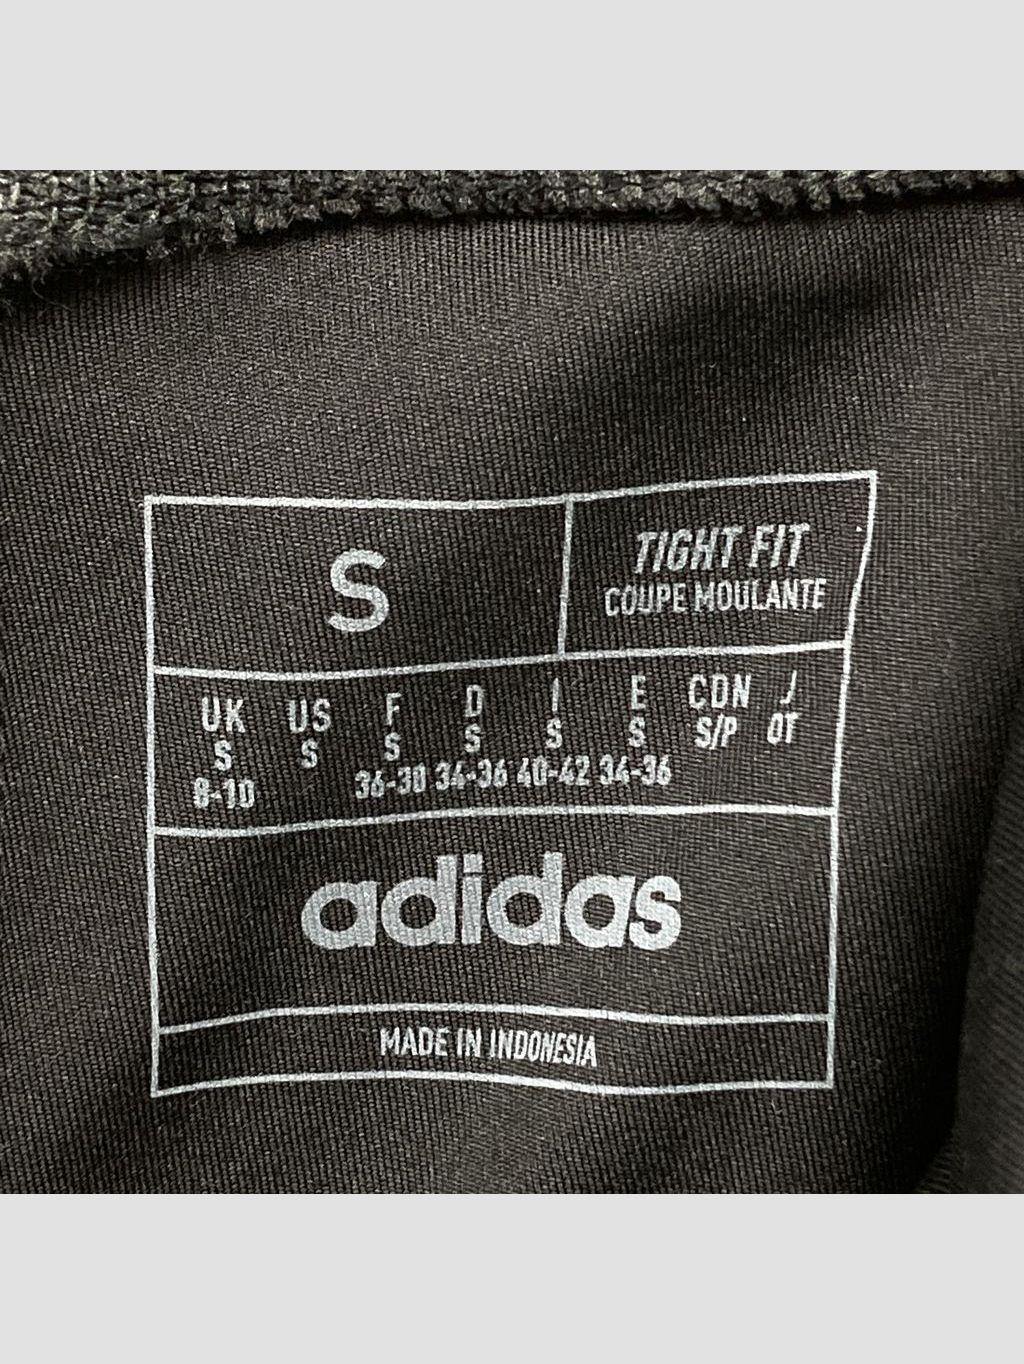 S
TIGHT FIT
COUPE MOULANTE
UK US F D I E CDN J
S S S S S S S/P OT
8-10 36-38 34-36 40-42 34-36
adidas
MADE IN INDONESIA